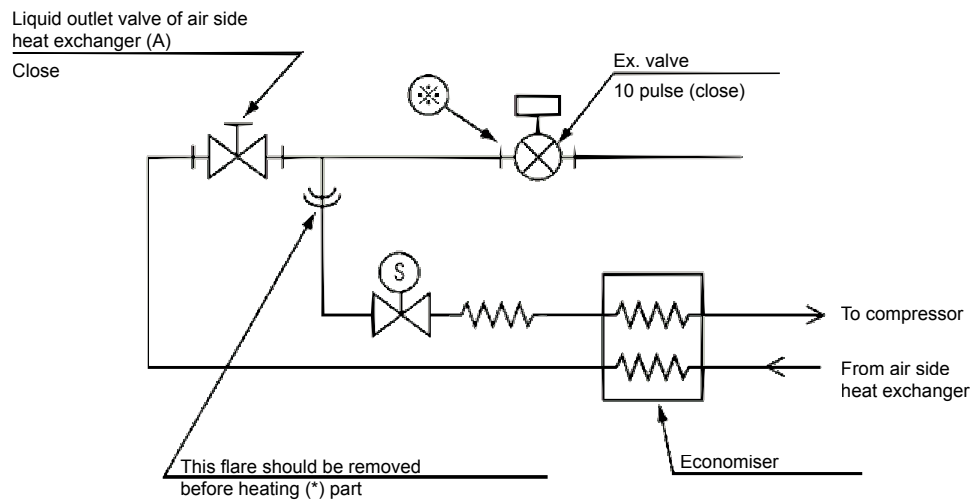 Liquid outlet valve of air side
heat exchanger (A)
Close
Ex. valve
10 pulse (close)
※
S
To compressor
From air side
heat exchanger
Economiser
This flare should be removed
before heating (*) part